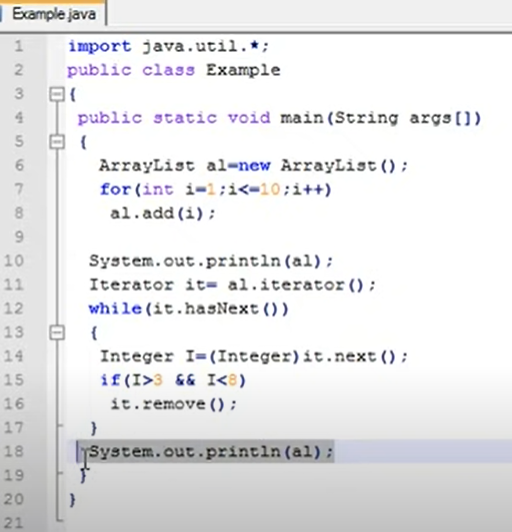 Example.java
1 import java.util.*;
2 public class Example
3 {
4 public static void main(String args[])
5 {
6 ArrayList al=new ArrayList();
7 for(int i=1;i<=10;i++)
8 al.add(i);
9
10 System.out.println(al);
11 Iterator it= al.iterator();
12 while(it.hasNext())
13 {
14 Integer I=(Integer)it.next();
15 if(I>3 && I<8)
16 it.remove();
17 }
18 System.out.println(al);
19 }
20 }
21